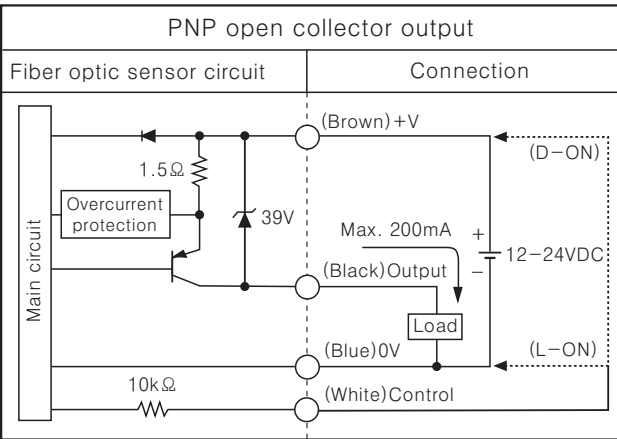 PNP open collector output
Fiber optic sensor circuit
Connection
(Brown)+V
(D-ON)
1.5Ω
Overcurrent
protection
39V
Max. 200mA
+
12-24VDC
-
Main circuit
(Black)Output
Load
(Blue)0V
(L-ON)
10kΩ
(White)Control